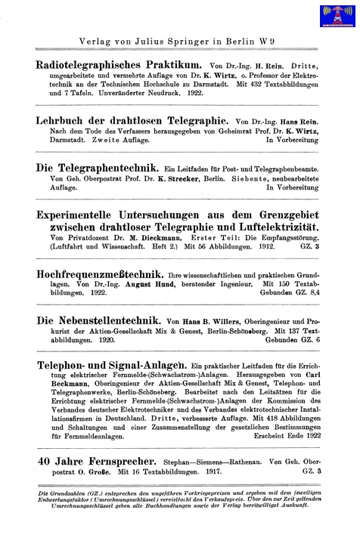 Verlag von Julius Springer in Berlin W 9
Radiotelegraphisches Praktikum. Von Dr.-Ing. H. Rein. Dritte,
umgearbeitete und vermehrte Auflage von Dr. K. Wirtz, o. Professor der Elektro-
technik an der Technischen Hochschule zu Darmstadt. Mit 432 Textabbildungen
und 7 Tafeln. Unveränderter Neudruck. 1922.
Lehrbuch der drahtlosen Telegraphie. Von Dr.-Ing. Hans Rein.
Nach dem Tode des Verfassers herausgegeben von Geheimrat Prof. Dr. K. Wirtz,
Darmstadt. Zweite Auflage. In Vorbereitung
Die Telegraphentechnik. Ein Leitfaden für Post- und Telegraphenbeamte.
Von Geh. Oberpostrat Prof. Dr. K. Strecker, Berlin. Siebente, neubearbeitete
Auflage. In Vorbereitung
Experimentelle Untersuchungen aus dem Grenzgebiet
zwischen drahtloser Telegraphie und Luftelektrizität.
Von Privatdozent Dr. M. Dieckmann. Erster Teil: Die Empfangsstörung.
(Luftfahrt und Wissenschaft. Heft 2.) Mit 56 Abbildungen. 1912. GZ. 3
Hochfrequenzmeßtechnik. Ihre wissenschaftlichen und praktischen Grund-
lagen. Von Dr.-Ing. August Hund, beratender Ingenieur. Mit 150 Textab-
bildungen. 1922. Gebunden GZ. 8,4
Die Nebenstellentechnik. Von Hans B. Willers, Oberingenieur und Pro-
kurist der Aktien-Gesellschaft Mix & Genest, Berlin-Schöneberg. Mit 137 Text-
abbildungen. 1920. Gebunden GZ. 6
Telephon- und Signal-Anlagen. Ein praktischer Leitfaden für die Errich-
tung elektrischer Fernmelde-(Schwachstrom-)Anlagen. Herausgegeben von Carl
Beckmann, Oberingenieur der Aktien-Gesellschaft Mix & Genest, Telephon- und
Telegraphenwerke, Berlin-Schöneberg. Bearbeitet nach den Leitsätzen für die
Errichtung elektrischer Fernmelde-(Schwachstrom-)Anlagen der Kommission des
Verbandes deutscher Elektrotechniker und des Verbandes elektrotechnischer Instal-
lationsfirmen in Deutschland. Dritte, verbesserte Auflage. Mit 418 Abbildungen
und Schaltungen und einer Zusammenstellung der gesetzlichen Bestimmungen
für Fernmeldeanlagen. Erscheint Ende 1922
40 Jahre Fernsprecher. Stephan—Siemens—Rathenau. Von Geh. Ober-
postrat O. Große. Mit 16 Textabbildungen. 1917. GZ. 3
Die Grundzahlen (GZ.) entsprechen den ungefähren Vorkriegspreisen und ergeben mit dem jeweiligen
Entwertungsfaktor (Umrechnungsschlüssel) vervielfacht den Verkaufspreis. Über den zur Zeit geltenden
Umrechnungsschlüssel geben alle Buchhandlungen sowie der Verlag bereitwilligst Auskunft.